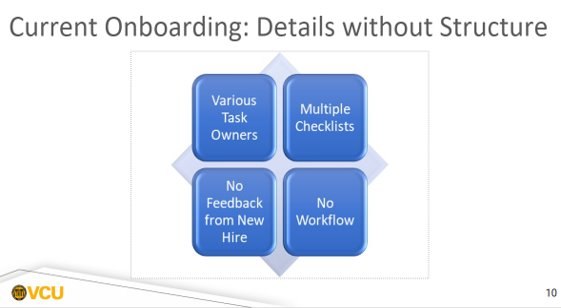 Current Onboarding: Details without Structure
Various
Task
Owners
Multiple
Checklists
No
Feedback
from New
Hire
No
Workflow
VCU
10